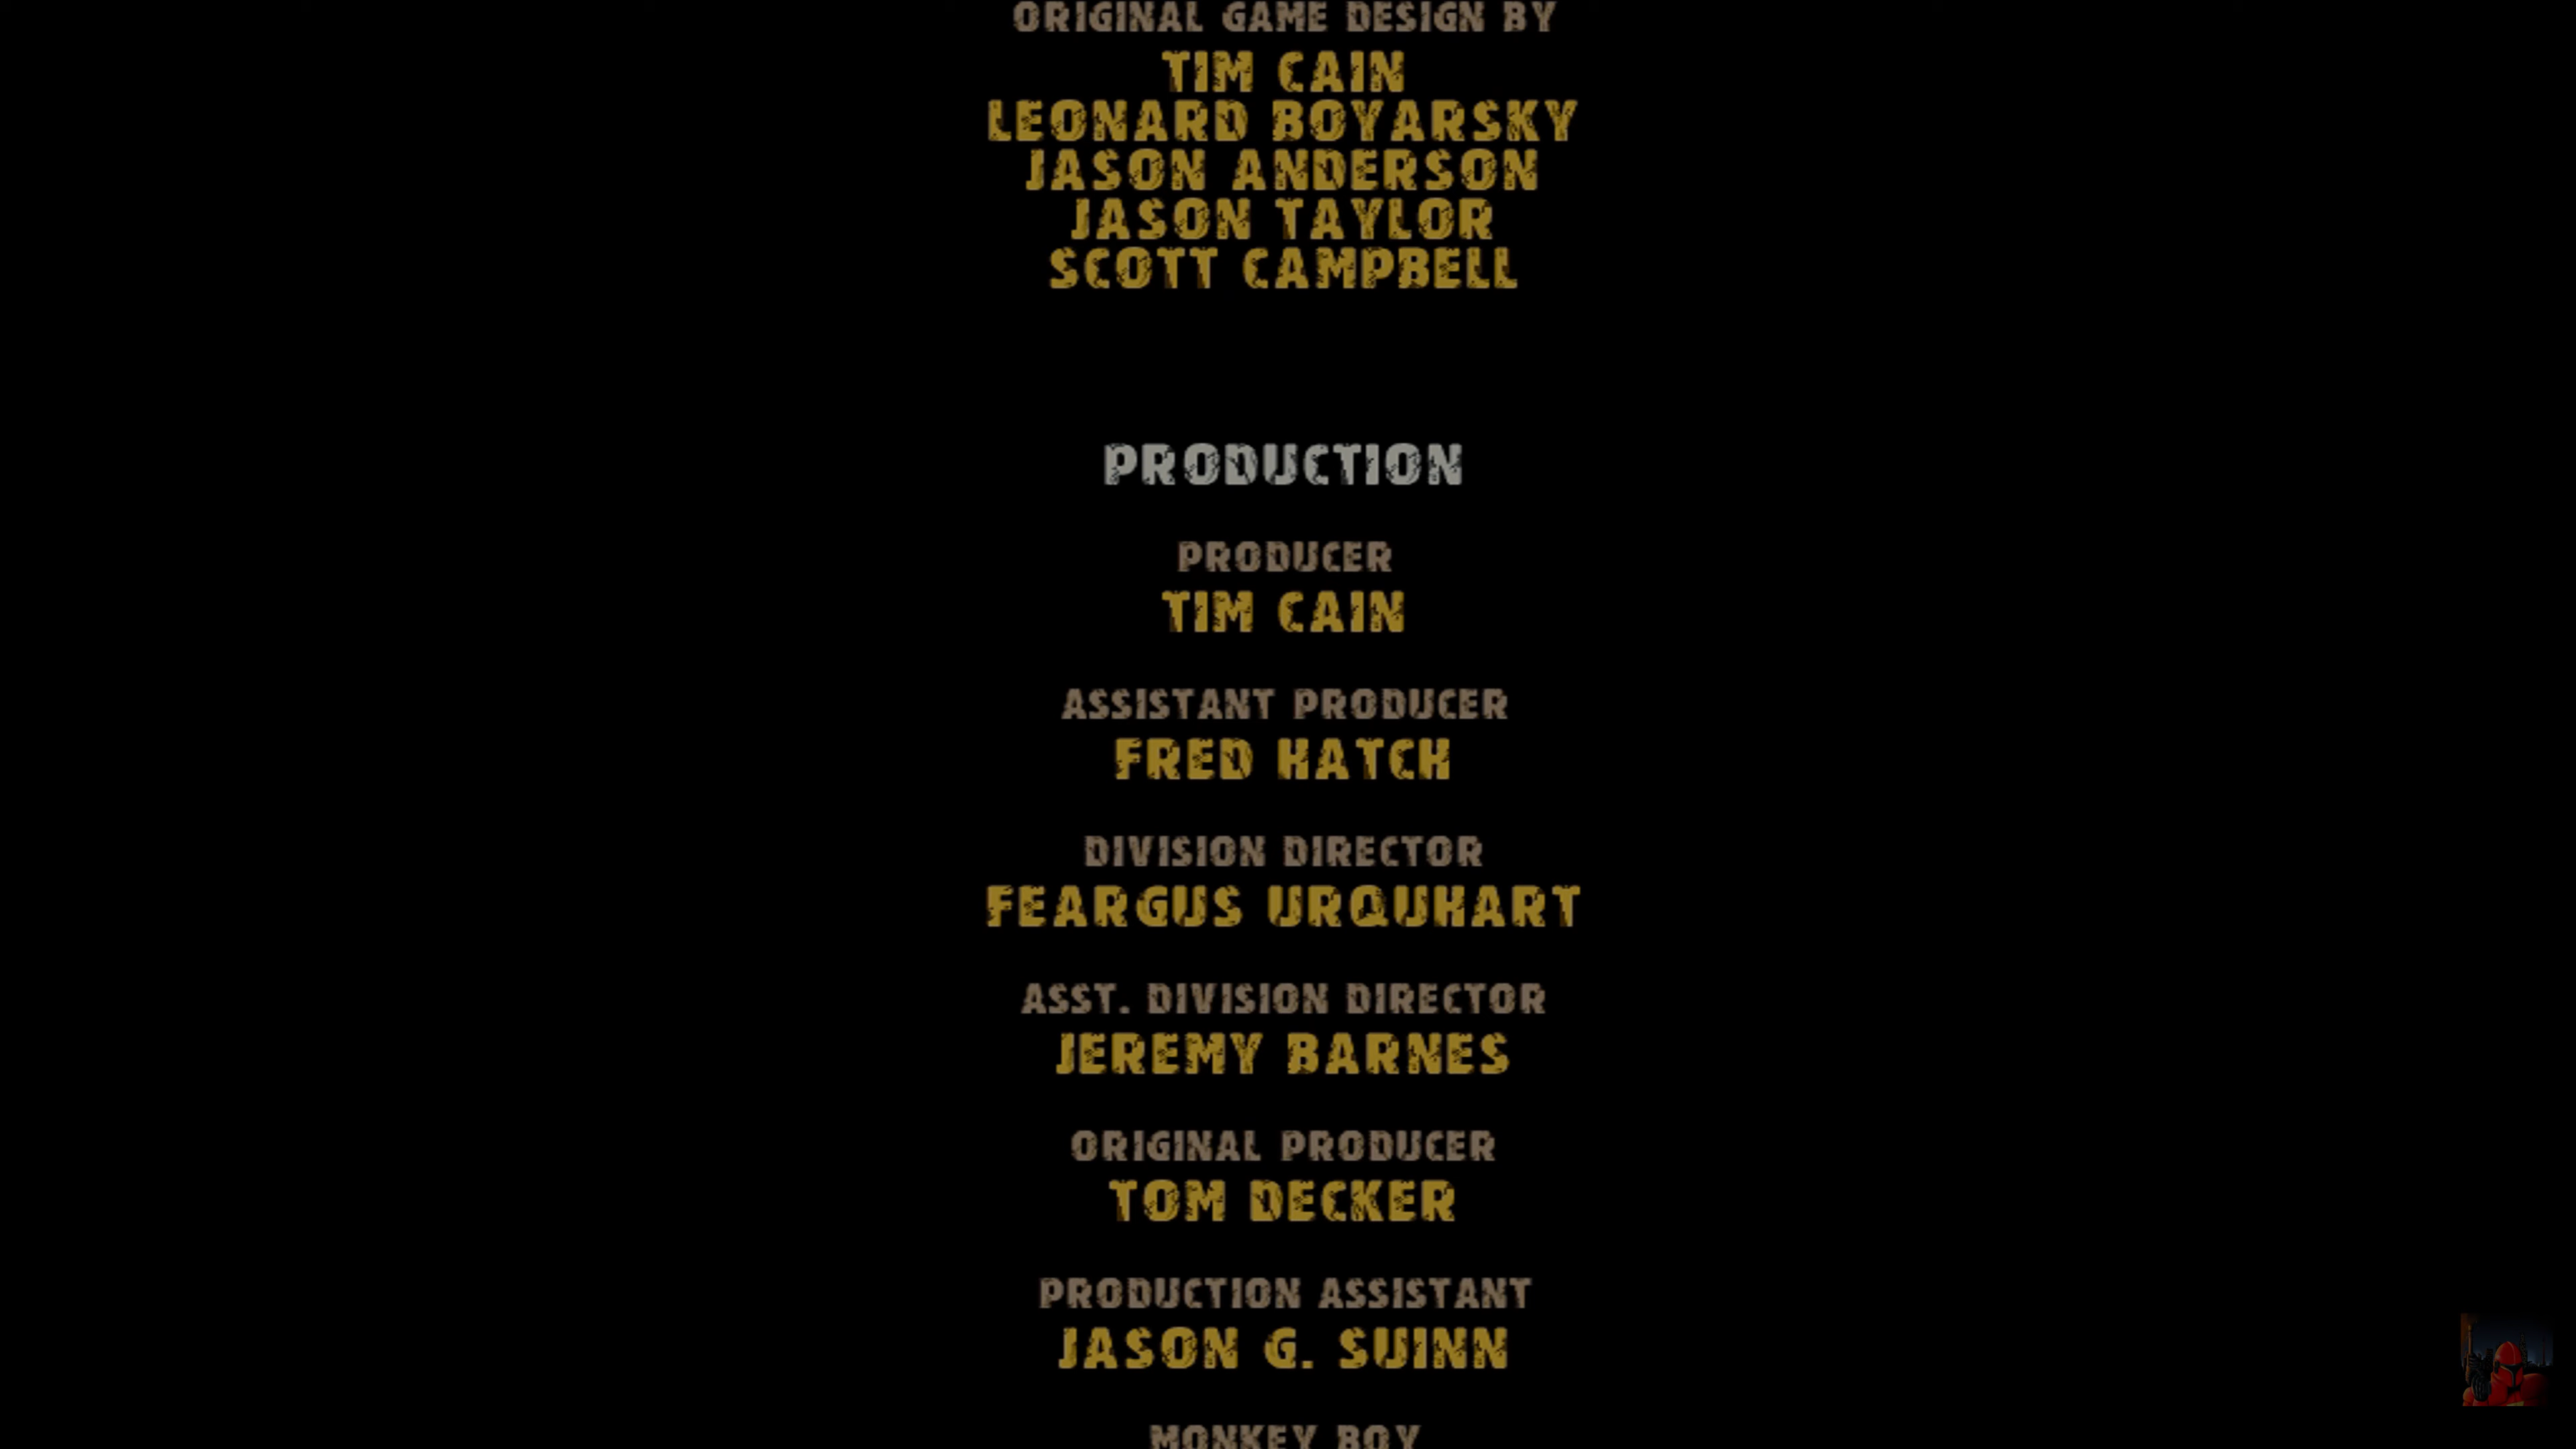 ORIGINAL GAME DESIGN BY
TIM CAIN
LEONARD BOYARSKY
JASON ANDERSON
JASON TAYLOR
SCOTT CAMPBELL
PRODUCTION
PRODUCER
TIM CAIN
ASSISTANT PRODUCER
FRED HATCH
DIVISION DIRECTOR
FEARGUS URQUHART
ASST. DIVISION DIRECTOR
JEREMY BARNES
ORIGINAL PRODUCER
TOM DECKER
PRODUCTION ASSISTANT
JASON G. SUINN
MONKEY BOY